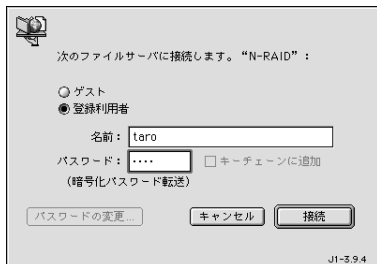 次のファイルサーバに接続します。“N-RAID”：
ゲスト
登録利用者
名前：taro
パスワード：････ キーチェーンに追加
（暗号化パスワード転送）
パスワードの変更... キャンセル 接続
J1-3.9.4